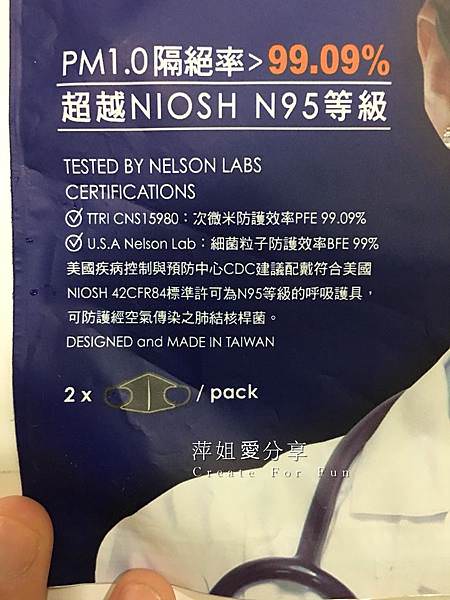 PM1.0隔絕率>99.09%
超越NIOSH N95等級
TESTED BY NELSON LABS
CERTIFICATIONS
TTRI CNS15980：次微米防護效率PFE 99.09%
U.S.A Nelson Lab：細菌粒子防護效率BFE 99%
美國疾病控制與預防中心CDC建議配戴符合美國
NIOSH 42CFR84標準許可為N95等級的呼吸護具，
可防護經空氣傳染之肺結核桿菌。
DESIGNED and MADE IN TAIWAN
2 x / pack
萍姐愛分享
Create For Fun